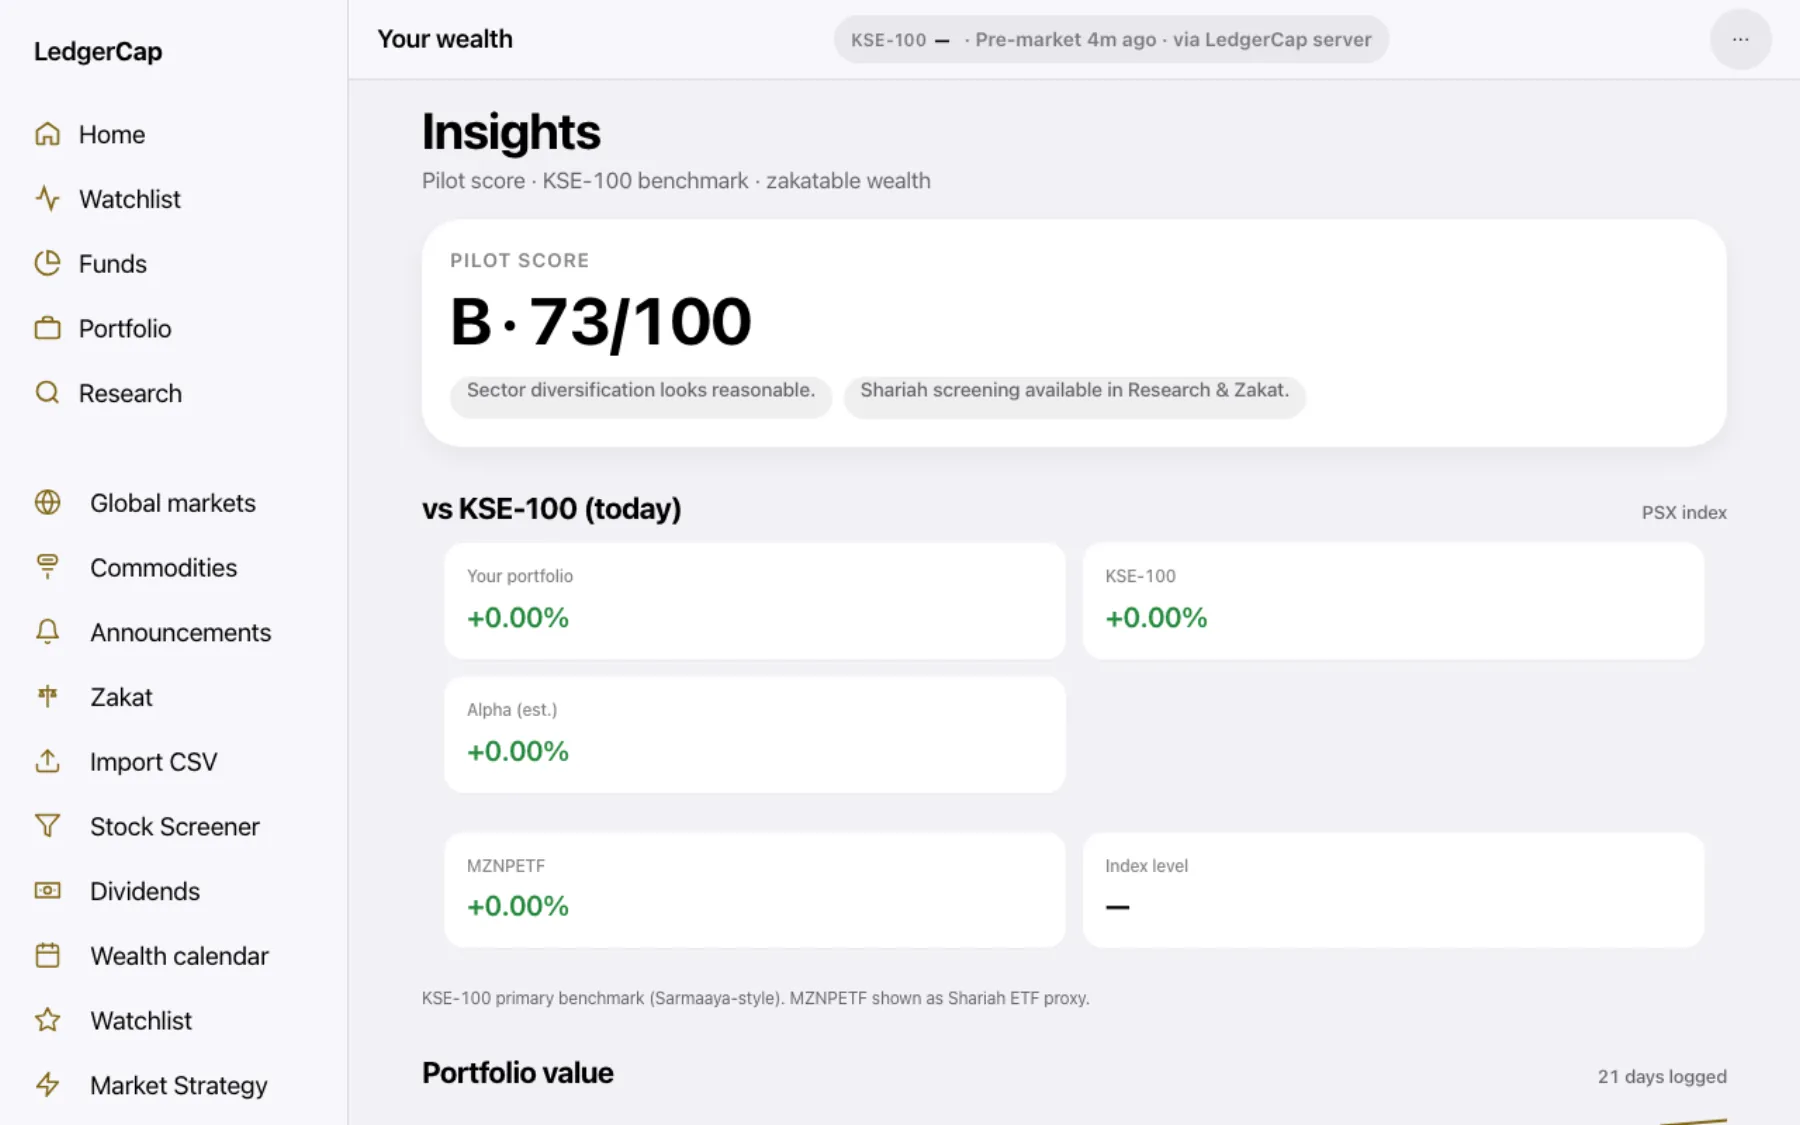 LedgerCap
Home
Watchlist
Funds
Portfolio
Research
Global markets
Commodities
Announcements
Zakat
Import CSV
Stock Screener
Dividends
Wealth calendar
Watchlist
Market Strategy
Your wealth
KSE-100 — · Pre-market 4m ago · via LedgerCap server
...
Insights
Pilot score · KSE-100 benchmark · zakatable wealth
PILOT SCORE
B · 73/100
Sector diversification looks reasonable.
Shariah screening available in Research & Zakat.
vs KSE-100 (today)
PSX index
Your portfolio
+0.00%
KSE-100
+0.00%
Alpha (est.)
+0.00%
MZNPETF
+0.00%
Index level
—
KSE-100 primary benchmark (Sarmaaya-style). MZNPETF shown as Shariah ETF proxy.
Portfolio value
21 days logged